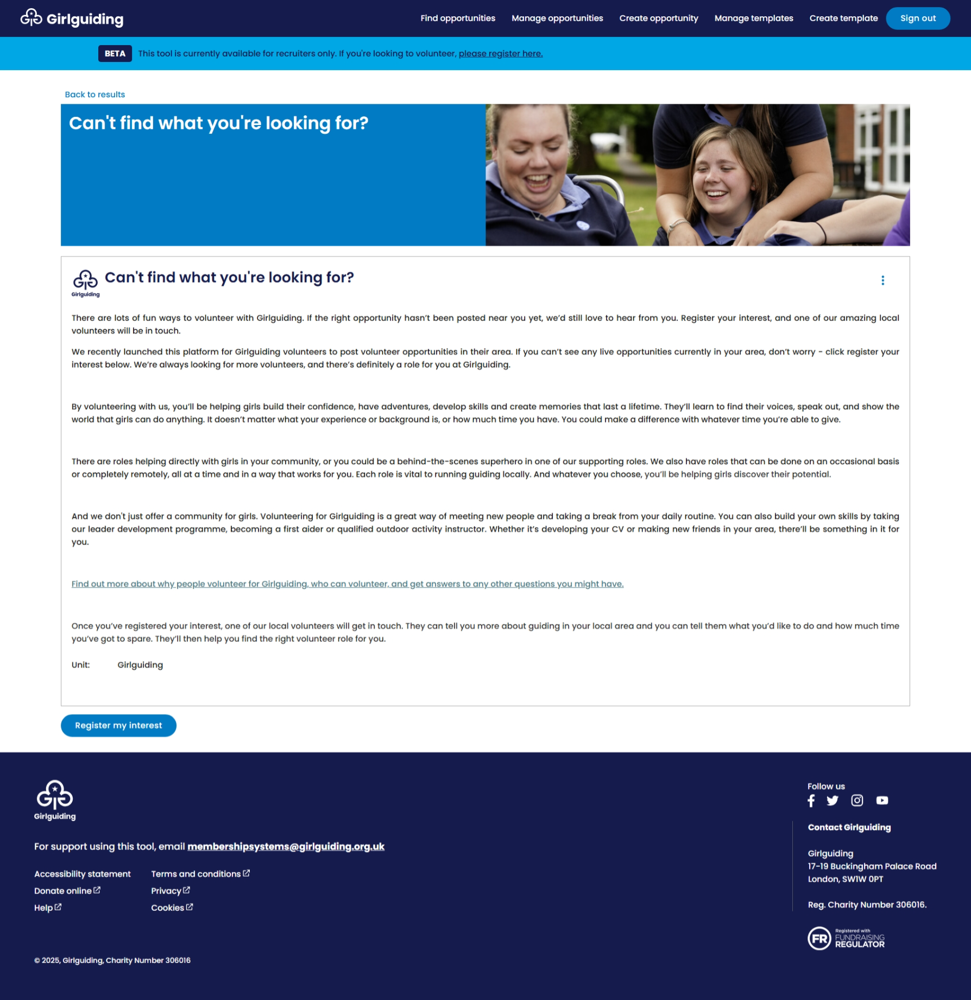 Girlguiding
Find opportunities
Manage opportunities
Create opportunity
Manage templates
Create template
Sign out
BETA
This tool is currently available for recruiters only. If you're looking to volunteer, please register here.
Back to results
Can't find what you're looking for?
Can't find what you're looking for?
Girlguiding
There are lots of fun ways to volunteer with Girlguiding. If the right opportunity hasn’t been posted near you yet, we’d still love to hear from you. Register your interest, and one of our amazing local
volunteers will be in touch.
We recently launched this platform for Girlguiding volunteers to post volunteer opportunities in their area. If you can’t see any live opportunities currently in your area, don’t worry - click register your
interest below. We’re always looking for more volunteers, and there’s definitely a role for you at Girlguiding.
By volunteering with us, you’ll be helping girls build their confidence, have adventures, develop skills and create memories that last a lifetime. They’ll learn to find their voices, speak out, and show the
world that girls can do anything. It doesn’t matter what your experience or background is, or how much time you have. You could make a difference with whatever time you’re able to give.
There are roles helping directly with girls in your community, or you could be a behind-the-scenes superhero in one of our supporting roles. We also have roles that can be done on an occasional basis
or completely remotely, all at a time and in a way that works for you. Each role is vital to running guiding locally. And whatever you choose, you’ll be helping girls discover their potential.
And we don't just offer a community for girls. Volunteering for Girlguiding is a great way of meeting new people and taking a break from your daily routine. You can also build your own skills by taking
our leader development programme, becoming a first aider or qualified outdoor activity instructor. Whether it’s developing your CV or making new friends in your area, there’ll be something in it for
you.
Find out more about why people volunteer for Girlguiding, who can volunteer, and get answers to any other questions you might have.
Once you’ve registered your interest, one of our local volunteers will get in touch. They can tell you more about guiding in your local area and you can tell them what you’d like to do and how much time
you’ve got to spare. They’ll then help you find the right volunteer role for you.
Unit: Girlguiding
Register my interest
Girlguiding
For support using this tool, email membershipsystems@girlguiding.org.uk
Accessibility statement
Terms and conditions
Donate online
Privacy
Help
Cookies
© 2025, Girlguiding, Charity Number 306016
Follow us
Contact Girlguiding
Girlguiding
17-19 Buckingham Palace Road
London, SW1W 0PT
Reg. Charity Number 306016.
FR
Registered with
FUNDRAISING
REGULATOR